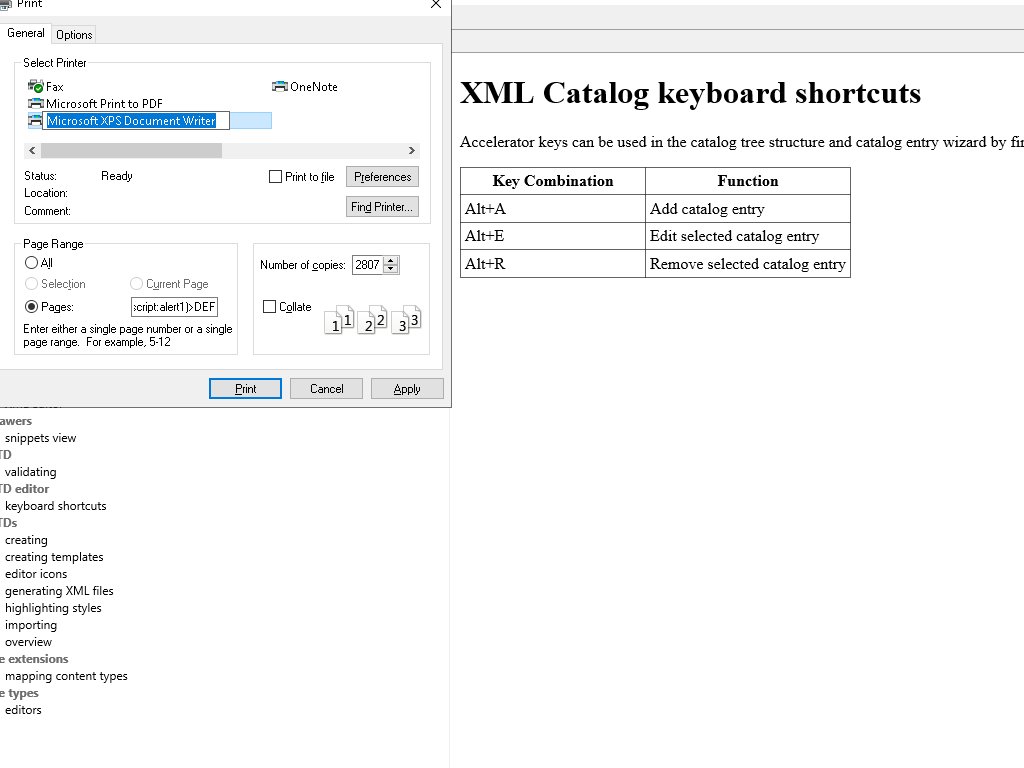 Print
General
Options
Select Printer
Fax
OneNote
Microsoft Print to PDF
Microsoft XPS Document Writer
Status:
Ready
Print to file
Preferences
Location:
Comment:
Find Printer...
Page Range
All
Selection
Current Page
Pages:
script:alert1)>DEF
Enter either a single page number or a single
page range. For example, 5-12
Number of copies:
2807
Collate
1 1 2 2 3 3
Print
Cancel
Apply
awers
snippets view
TD
validating
TD editor
keyboard shortcuts
TDs
creating
creating templates
editor icons
generating XML files
highlighting styles
importing
overview
e extensions
mapping content types
e types
editors
XML Catalog keyboard shortcuts
Accelerator keys can be used in the catalog tree structure and catalog entry wizard by fir
Key Combination
Function
Alt+A
Add catalog entry
Alt+E
Edit selected catalog entry
Alt+R
Remove selected catalog entry